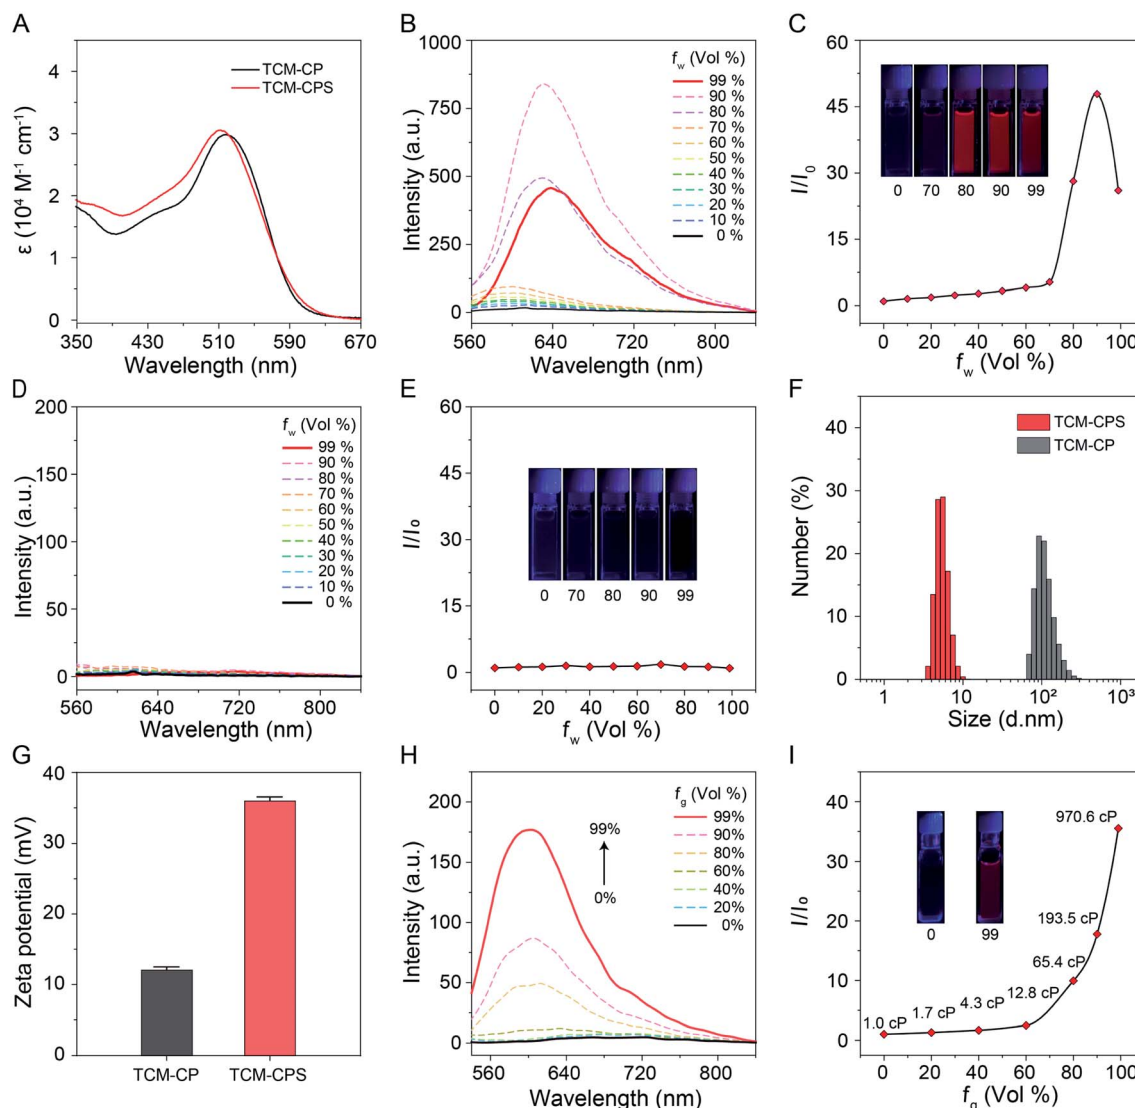 A
ε (10⁴ M⁻¹ cm⁻¹)
4
3
2
1
0
TCM-CP
TCM-CPS
350 430 510 590 670
Wavelength (nm)
B
Intensity (a.u.)
1000
750
500
250
0
fw (Vol %)
99 %
90 %
80 %
70 %
60 %
50 %
40 %
30 %
20 %
10 %
0 %
560 640 720 800
Wavelength (nm)
C
I/I₀
60
45
30
15
0
0 70 80 90 99
0 20 40 60 80 100
fw (Vol %)
D
Intensity (a.u.)
200
150
100
50
0
fw (Vol %)
99 %
90 %
80 %
70 %
60 %
50 %
40 %
30 %
20 %
10 %
0 %
560 640 720 800
Wavelength (nm)
E
I/I₀
60
45
30
15
0
0 70 80 90 99
0 20 40 60 80 100
fw (Vol %)
F
Number (%)
40
30
20
10
0
TCM-CPS
TCM-CP
1 10 10² 10³
Size (d.nm)
G
Zeta potential (mV)
40
30
20
10
0
TCM-CP TCM-CPS
H
Intensity (a.u.)
200
150
100
50
0
99%
0%
fg (Vol %)
99%
90%
80%
60%
40%
20%
0%
560 640 720 800
Wavelength (nm)
I
I/I₀
40
30
20
10
0
0 99
970.6 cP
193.5 cP
65.4 cP
12.8 cP
4.3 cP
1.7 cP
1.0 cP
0 20 40 60 80 100
fg (Vol %)